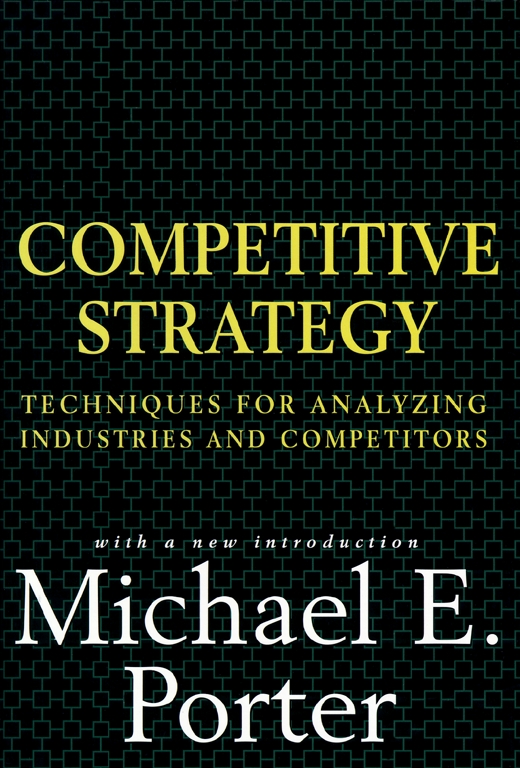 COMPETITIVE
STRATEGY
TECHNIQUES FOR ANALYZING
INDUSTRIES AND COMPETITORS
with a new introduction
Michael E.
Porter